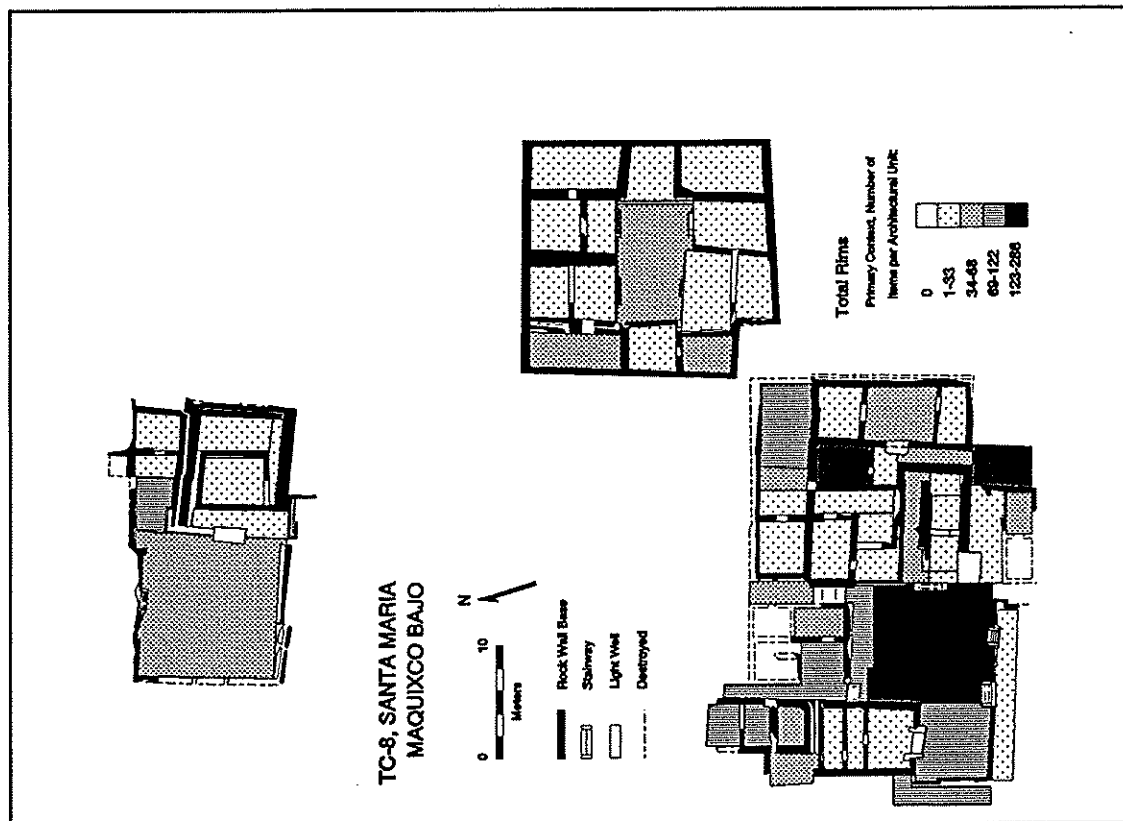 TC-8, SANTA MARIA
MAQUIXCO BAJO
N
0 10
Meters
Rock Wall Base
Stairway
Light Well
Destroyed
Total Rims
Primary Context, Number of
Items per Architectural Unit:
0
1-33
34-68
69-122
123-286